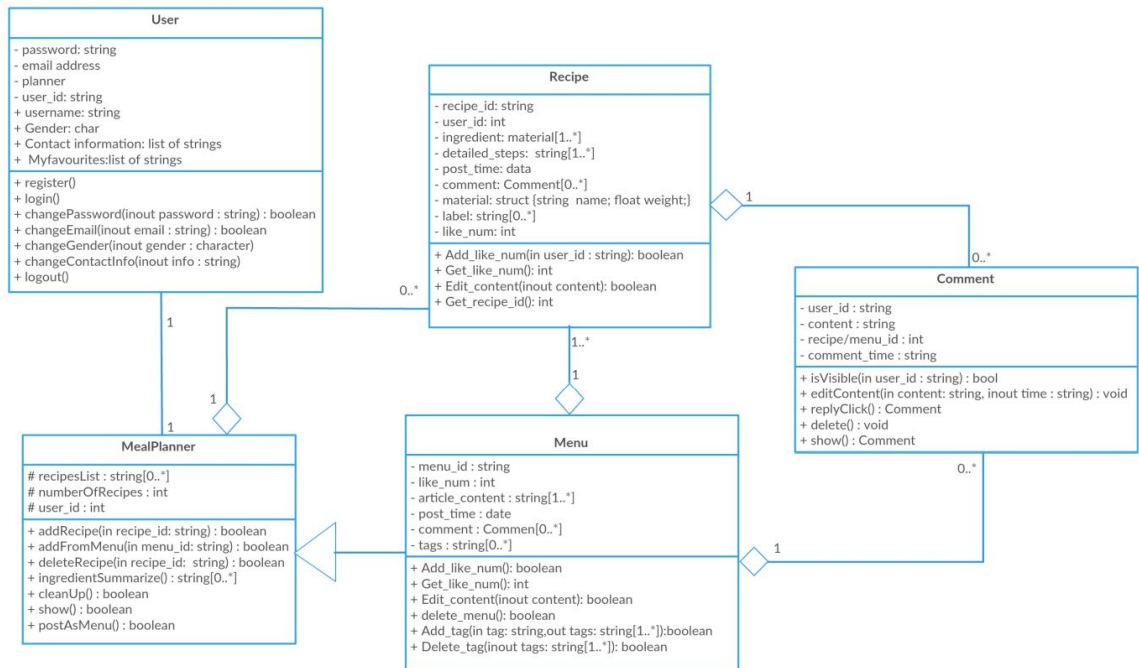 User
- password: string
- email address
- planner
- user_id: string
+ username: string
+ Gender: char
+ Contact information: list of strings
+ Myfavourites:list of strings
+ register()
+ login()
+ changePassword(inout password : string) : boolean
+ changeEmail(inout email : string) : boolean
+ changeGender(inout gender : character)
+ changeContactInfo(inout info : string)
+ logout()
1
1
Recipe
- recipe_id: string
- user_id: int
- ingredient: material[1..*]
- detailed_steps: string[1..*]
- post_time: data
- comment: Comment[0..*]
- material: struct {string name; float weight;}
- label: string[0..*]
- like_num: int
+ Add_like_num(in user_id : string): boolean
+ Get_like_num(): int
+ Edit_content(inout content): boolean
+ Get_recipe_id(): int
1
0..*
0..*
1
1..*
1
Comment
- user_id : string
- content : string
- recipe/menu_id : int
- comment_time : string
+ isVisible(in user_id : string) : bool
+ editContent(in content: string, inout time : string) : void
+ replyClick() : Comment
+ delete() : void
+ show() : Comment
0..*
1
MealPlanner
# recipesList : string[0..*]
# numberOfRecipes : int
# user_id : int
+ addRecipe(in recipe_id: string) : boolean
+ addFromMenu(in menu_id: string) : boolean
+ deleteRecipe(in recipe_id: string) : boolean
+ ingredientSummarize() : string[0..*]
+ cleanUp() : boolean
+ show() : boolean
+ postAsMenu() : boolean
Menu
- menu_id : string
- like_num : int
- article_content : string[1..*]
- post_time : date
- comment : Commen[0..*]
- tags : string[0..*]
+ Add_like_num(): boolean
+ Get_like_num(): int
+ Edit_content(inout content): boolean
+ delete_menu(): boolean
+ Add_tag(in tag: string,out tags: string[1..*]):boolean
+ Delete_tag(inout tags: string[1..*]): boolean